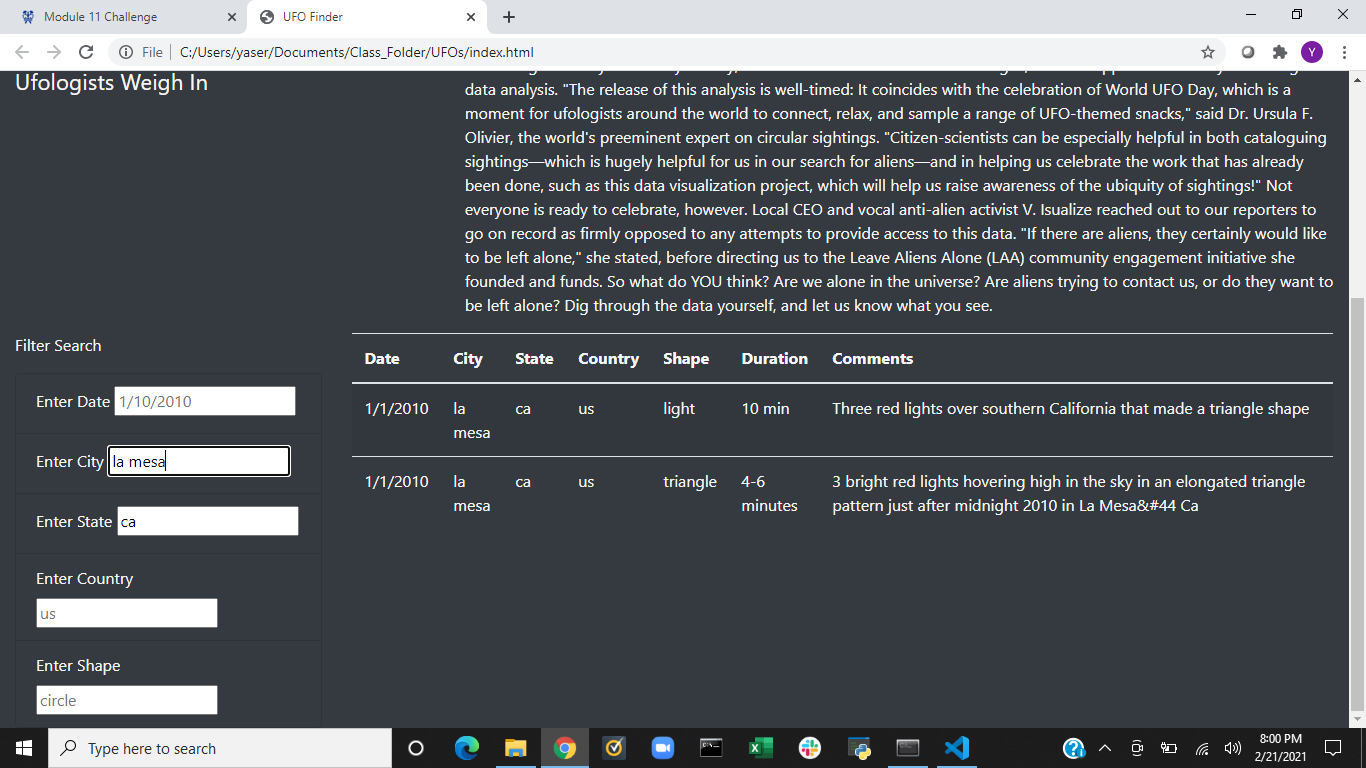 Module 11 Challenge
UFO Finder
File
C:/Users/yaser/Documents/Class_Folder/UFOs/index.html
Y
Ufologists Weigh In
data analysis. "The release of this analysis is well-timed: It coincides with the celebration of World UFO Day, which is a
moment for ufologists around the world to connect, relax, and sample a range of UFO-themed snacks," said Dr. Ursula F.
Olivier, the world's preeminent expert on circular sightings. "Citizen-scientists can be especially helpful in both cataloguing
sightings—which is hugely helpful for us in our search for aliens—and in helping us celebrate the work that has already
been done, such as this data visualization project, which will help us raise awareness of the ubiquity of sightings!" Not
everyone is ready to celebrate, however. Local CEO and vocal anti-alien activist V. Isualize reached out to our reporters to
go on record as firmly opposed to any attempts to provide access to this data. "If there are aliens, they certainly would like
to be left alone," she stated, before directing us to the Leave Aliens Alone (LAA) community engagement initiative she
founded and funds. So what do YOU think? Are we alone in the universe? Are aliens trying to contact us, or do they want to
be left alone? Dig through the data yourself, and let us know what you see.
Filter Search
Enter Date 1/10/2010
Enter City la mesa
Enter State ca
Enter Country
us
Enter Shape
circle
Date City State Country Shape Duration Comments
1/1/2010 la ca us light 10 min Three red lights over southern California that made a triangle shape
mesa
1/1/2010 la ca us triangle 4-6 3 bright red lights hovering high in the sky in an elongated triangle
mesa minutes pattern just after midnight 2010 in La Mesa&#44 Ca
Type here to search
8:00 PM
2/21/2021